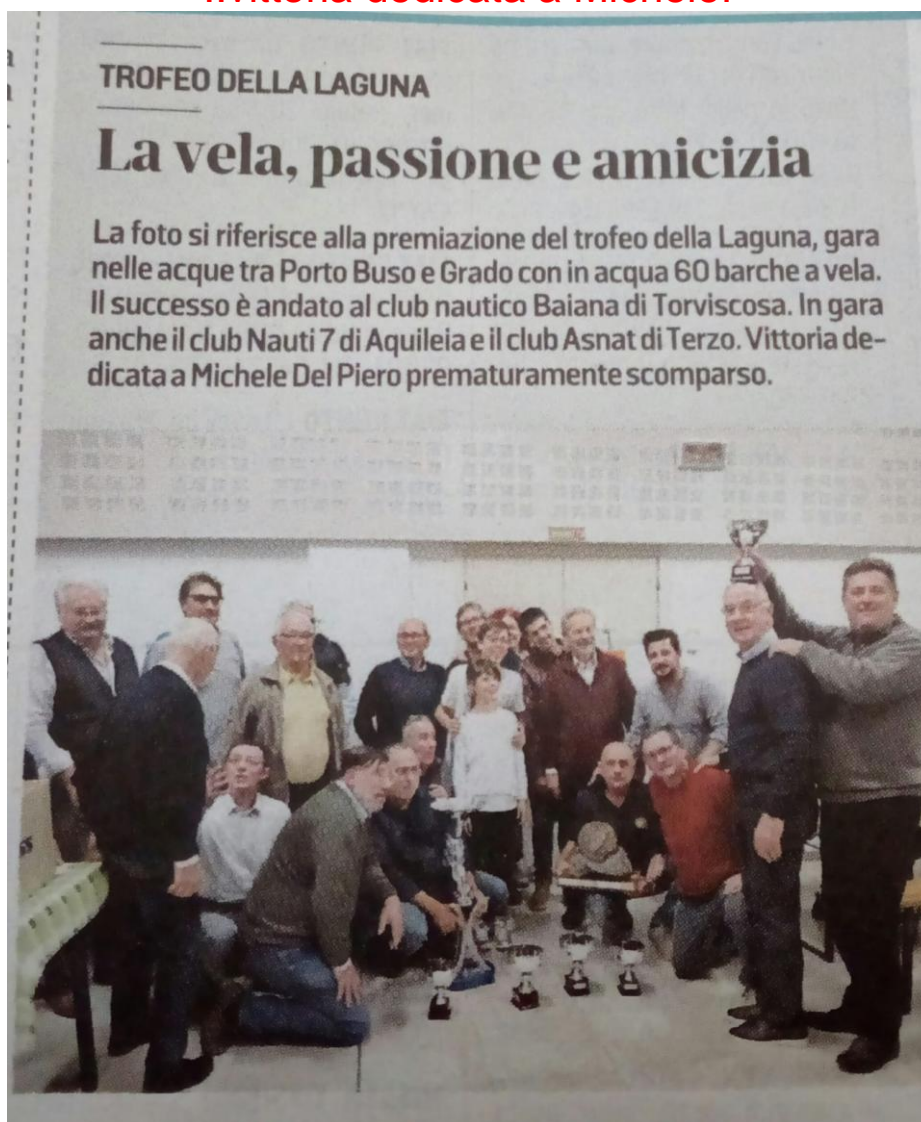 TROFEO DELLA LAGUNA
La vela, passione e amicizia
La foto si riferisce alla premiazione del trofeo della Laguna, gara
nelle acque tra Porto Buso e Grado con in acqua 60 barche a vela.
Il successo è andato al club nautico Baiana di Torviscosa. In gara
anche il club Nauti 7 di Aquileia e il club Asnat di Terzo. Vittoria de-
dicata a Michele Del Piero prematuramente scomparso.